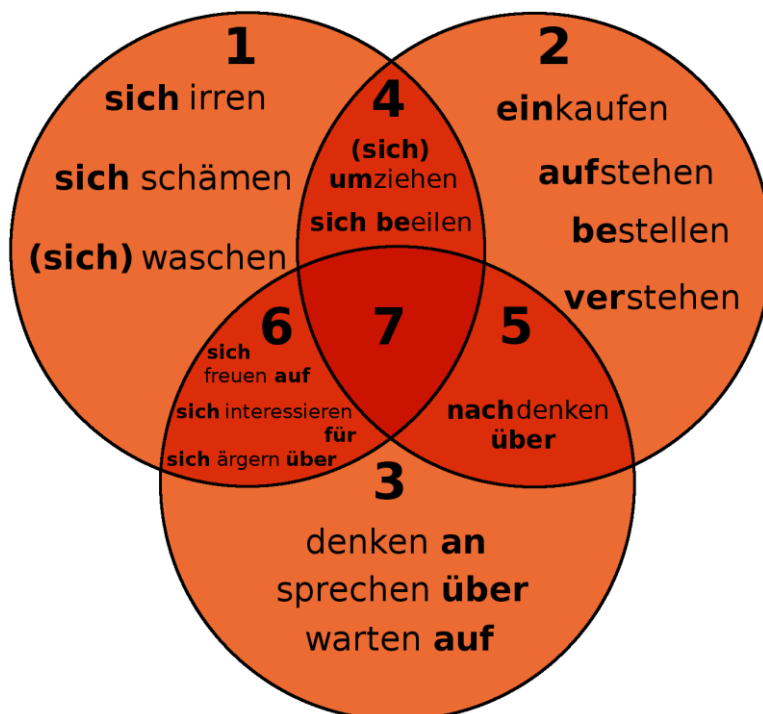 1
sich irren
sich schämen
(sich) waschen
2
einkaufen
aufstehen
bestellen
verstehen
4
(sich)
umziehen
sich beeilen
6
sich
freuen auf
sich interessieren
für
sich ärgern über
7
5
nachdenken
über
3
denken an
sprechen über
warten auf